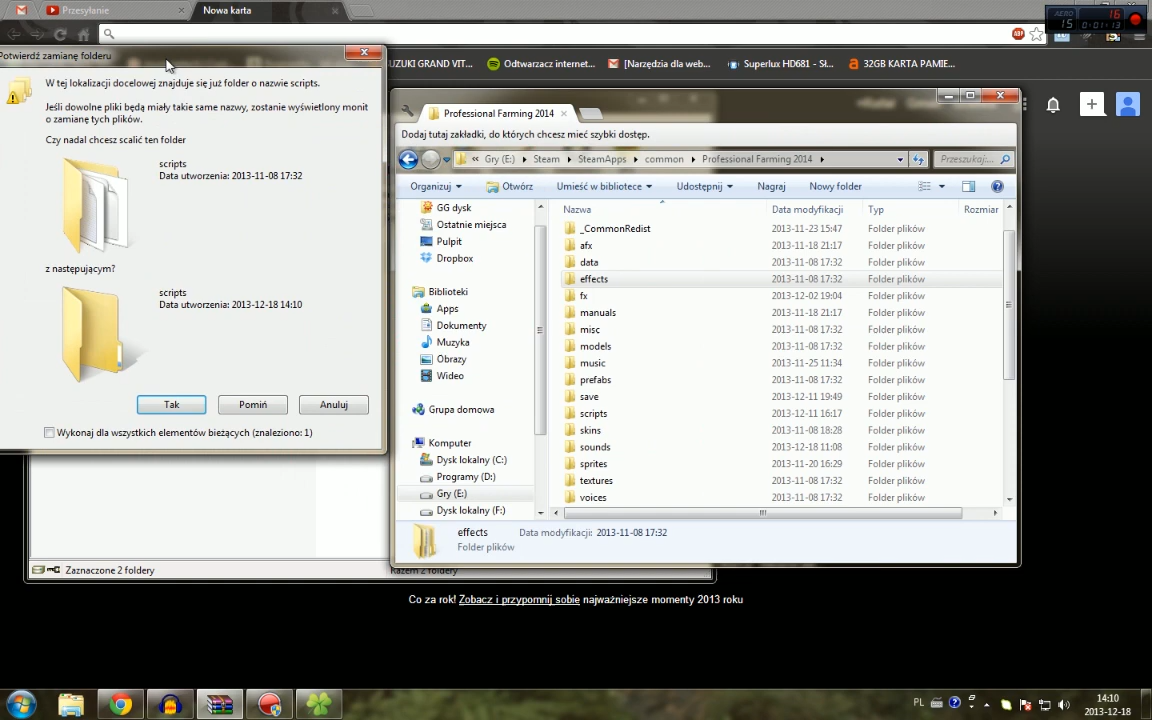 Przesyłanie
Nowa karta
AERO
15
16
0:01:13
UZUKI GRAND VIT...
Odtwarzacz internet...
[Narzędzia dla web...
Superlux HD681 - Sł...
32GB KARTA PAMIE...
Potwierdź zamianę folderu
W tej lokalizacji docelowej znajduje się już folder o nazwie scripts.
Jeśli dowolne pliki będą miały takie same nazwy, zostanie wyświetlony monit
o zamianę tych plików.
Czy nadal chcesz scalić ten folder
scripts
Data utworzenia: 2013-11-08 17:32
z następującym?
scripts
Data utworzenia: 2013-12-18 14:10
Tak
Pomiń
Anuluj
Wykonaj dla wszystkich elementów bieżących (znaleziono: 1)
Zaznaczone 2 foldery
Razem 2 foldery
Professional Farming 2014
Dodaj tutaj zakładki, do których chcesz mieć szybki dostęp.
« Gry (E:) Steam SteamApps common Professional Farming 2014
Przeszukaj:...
Organizuj
Otwórz
Umieść w bibliotece
Udostępnij
Nagraj
Nowy folder
GG dysk
Ostatnie miejsca
Pulpit
Dropbox
Biblioteki
Apps
Dokumenty
Muzyka
Obrazy
Wideo
Grupa domowa
Komputer
Dysk lokalny (C:)
Programy (D:)
Gry (E:)
Dysk lokalny (F:)
Nazwa Data modyfikacji Typ Rozmiar
_CommonRedist 2013-11-23 15:47 Folder plików
afx 2013-11-18 21:17 Folder plików
data 2013-11-08 17:32 Folder plików
effects 2013-11-08 17:32 Folder plików
fx 2013-12-02 19:04 Folder plików
manuals 2013-11-18 21:17 Folder plików
misc 2013-11-08 17:32 Folder plików
models 2013-11-08 17:32 Folder plików
music 2013-11-25 11:34 Folder plików
prefabs 2013-11-08 17:32 Folder plików
save 2013-12-11 19:49 Folder plików
scripts 2013-12-11 16:17 Folder plików
skins 2013-11-08 18:28 Folder plików
sounds 2013-12-18 11:08 Folder plików
sprites 2013-11-20 16:29 Folder plików
textures 2013-11-08 17:32 Folder plików
voices 2013-11-08 17:32 Folder plików
effects Data modyfikacji: 2013-11-08 17:32
Folder plików
Co za rok! Zobacz i przypomnij sobie najważniejsze momenty 2013 roku
PL
14:10
2013-12-18